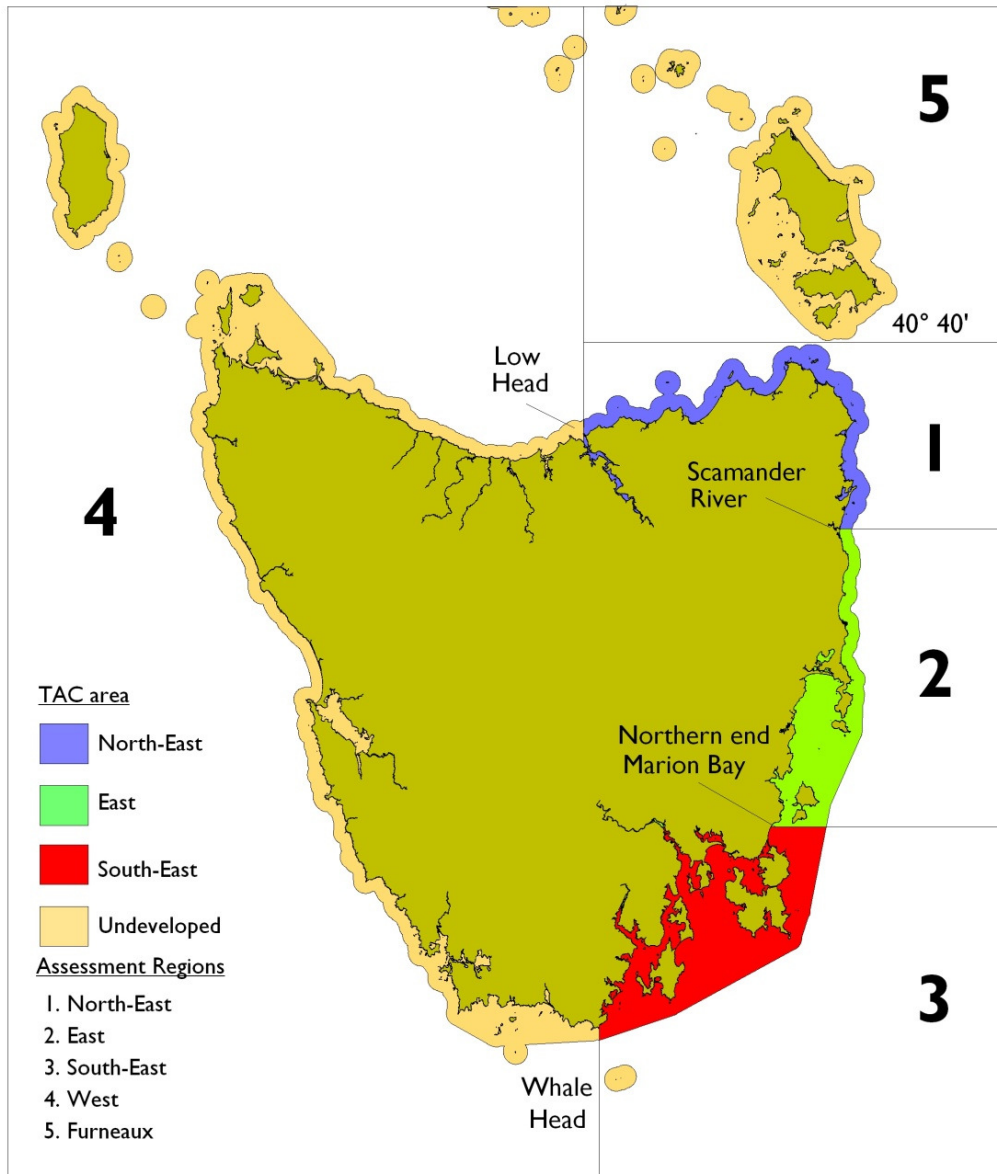 5
40° 40'
Low
Head
1
Scamander
River
4
2
TAC area
North-East
Northern end
Marion Bay
East
South-East
Undeveloped
Assessment Regions
1. North-East
2. East
3. South-East
4. West
5. Furneaux
3
Whale
Head